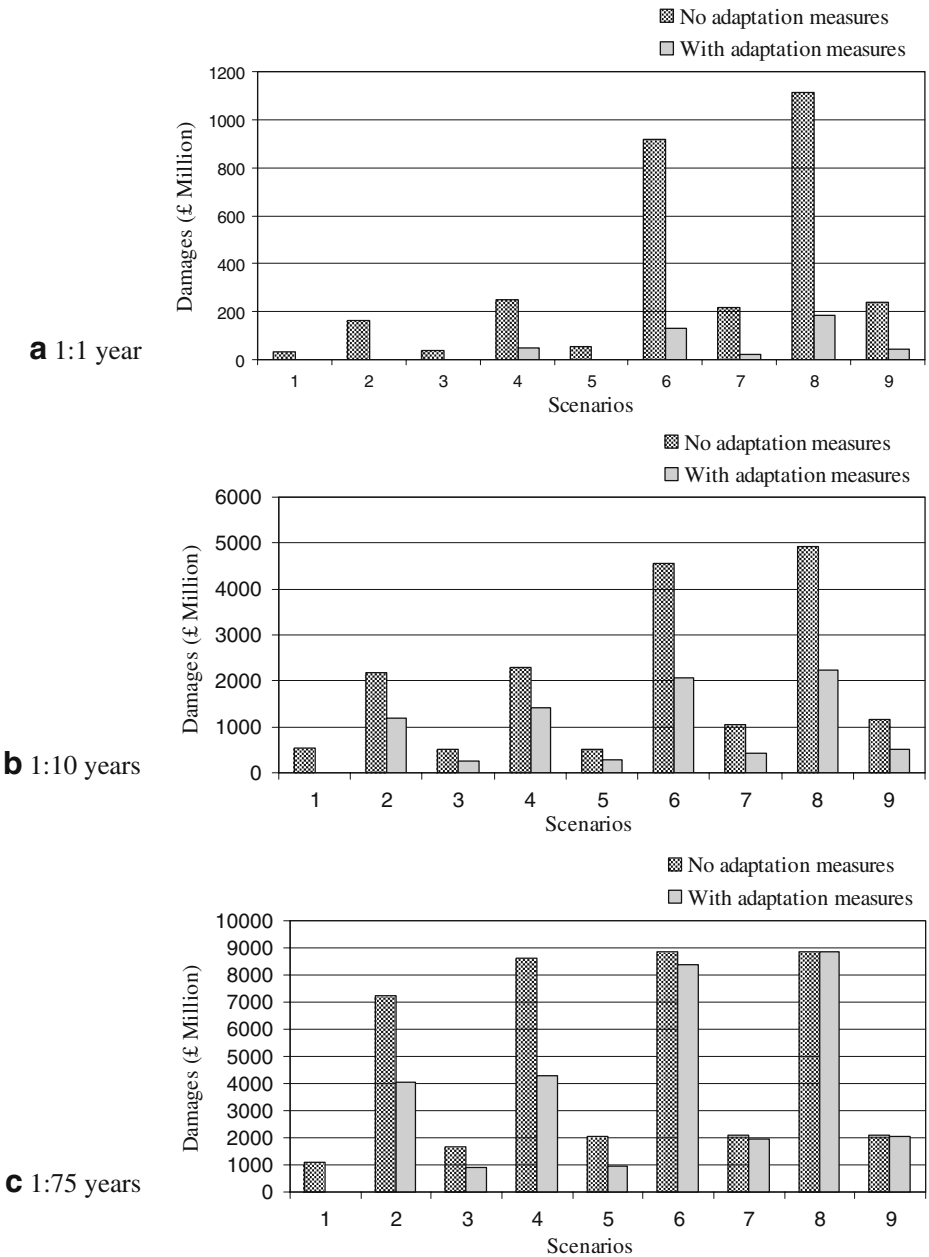 No adaptation measures
With adaptation measures
1200
1000
800
600
400
200
0
Damages (£ Million)
1 2 3 4 5 6 7 8 9
Scenarios
a 1:1 year
No adaptation measures
With adaptation measures
6000
5000
4000
3000
2000
1000
0
Damages (£ Million)
1 2 3 4 5 6 7 8 9
Scenarios
b 1:10 years
No adaptation measures
With adaptation measures
10000
9000
8000
7000
6000
5000
4000
3000
2000
1000
0
Damages (£ Million)
1 2 3 4 5 6 7 8 9
Scenarios
c 1:75 years